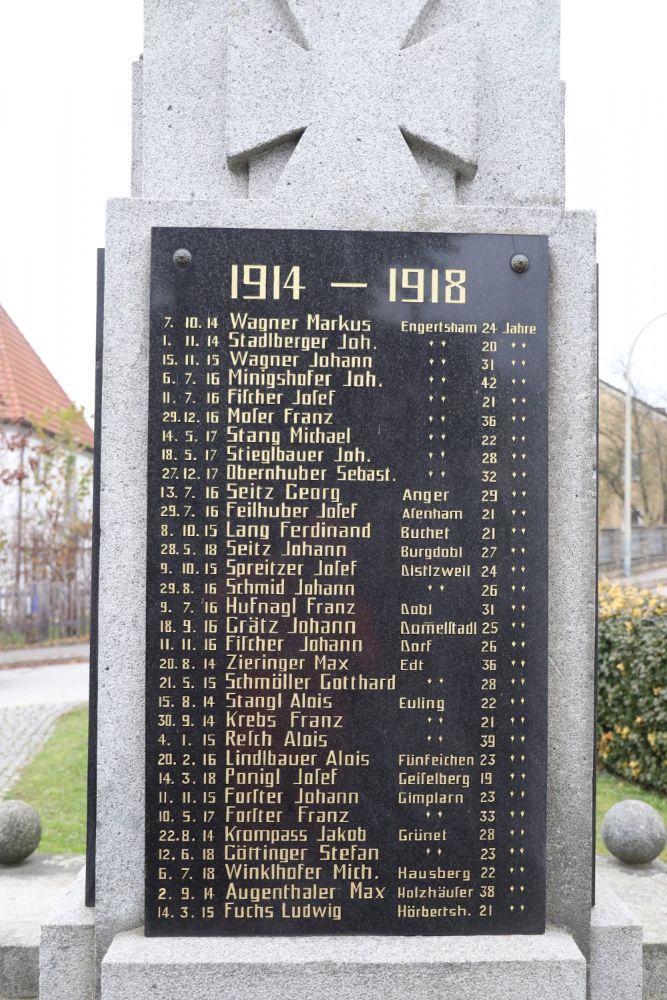 1914 — 1918
7. 10. 14 Wagner Markus Engertsham 24 Jahre
1. 11. 14 Stadlberger Joh. " 20 "
15. 11. 15 Wagner Johann " 31 "
6. 7. 16 Minigshofer Joh. " 42 "
11. 7. 16 Fiſcher Joſef " 21 "
29. 12. 16 Moſer Franz " 36 "
14. 5. 17 Stang Michael " 22 "
18. 5. 17 Stieglbauer Joh. " 28 "
27. 12. 17 Obernhuber Sebast. " 32 "
13. 7. 16 Seitz Georg Anger 29 "
29. 7. 16 Feilhuber Joſef Aſenham 21 "
8. 10. 15 Lang Ferdinand Buchet 21 "
28. 5. 18 Seitz Johann Burgdobl 27 "
9. 10. 15 Spreitzer Joſef Distlzweil 24 "
29. 8. 16 Schmid Johann " 26 "
9. 7. 16 Hufnagl Franz Dobl 31 "
18. 9. 16 Grätz Johann Domelſtadl 25 "
11. 11. 16 Fiſcher Johann Dorf 26 "
20. 8. 14 Zieringer Max Edt 36 "
21. 5. 15 Schmöller Gotthard " 28 "
15. 8. 14 Stangl Alois Euling 22 "
30. 9. 14 Krebs Franz " 21 "
4. 1. 15 Reſch Alois " 39 "
20. 2. 16 Lindlbauer Alois Fünfeichen 23 "
14. 3. 18 Ponigl Joſef Geiſelberg 19 "
11. 11. 15 Forſter Johann Gimplarn 23 "
10. 5. 17 Forſter Franz " 33 "
22. 8. 14 Krompass Jakob Grünet 28 "
12. 6. 18 Göttinger Stefan " 23 "
6. 7. 18 Winklhofer Mich. Hausberg 22 "
2. 9. 14 Augenthaler Max Holzhäuſer 38 "
14. 3. 15 Fuchs Ludwig Hörbertsh. 21 "